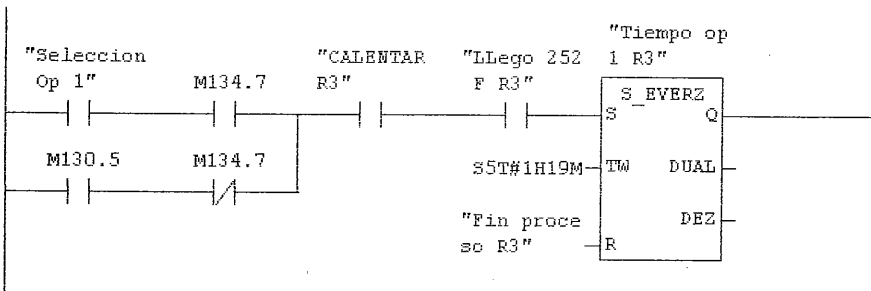 "Tiempo op
1 R3"
"Seleccion
Op 1"
M134.7
"CALENTAR
R3"
"LLego 252
F R3"
S_EVERZ
S
Q
M130.5
M134.7
S5T#1H19M
TW
DUAL
"Fin proce
so R3"
R
DEZ